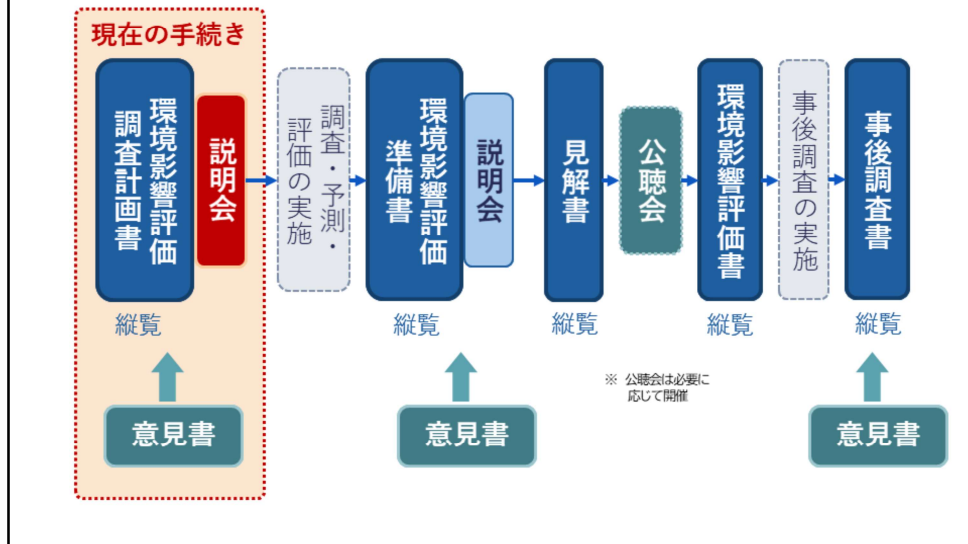 現在の手続き
環境影響評価
調査計画書
説明会
調査・予測・
評価の実施
環境影響評価
準備書
説明会
見解書
公聴会
環境影響評価書
事後調査の実施
事後調査書
縦覧
縦覧
縦覧
縦覧
縦覧
※ 公聴会は必要に
応じて開催
意見書
意見書
意見書